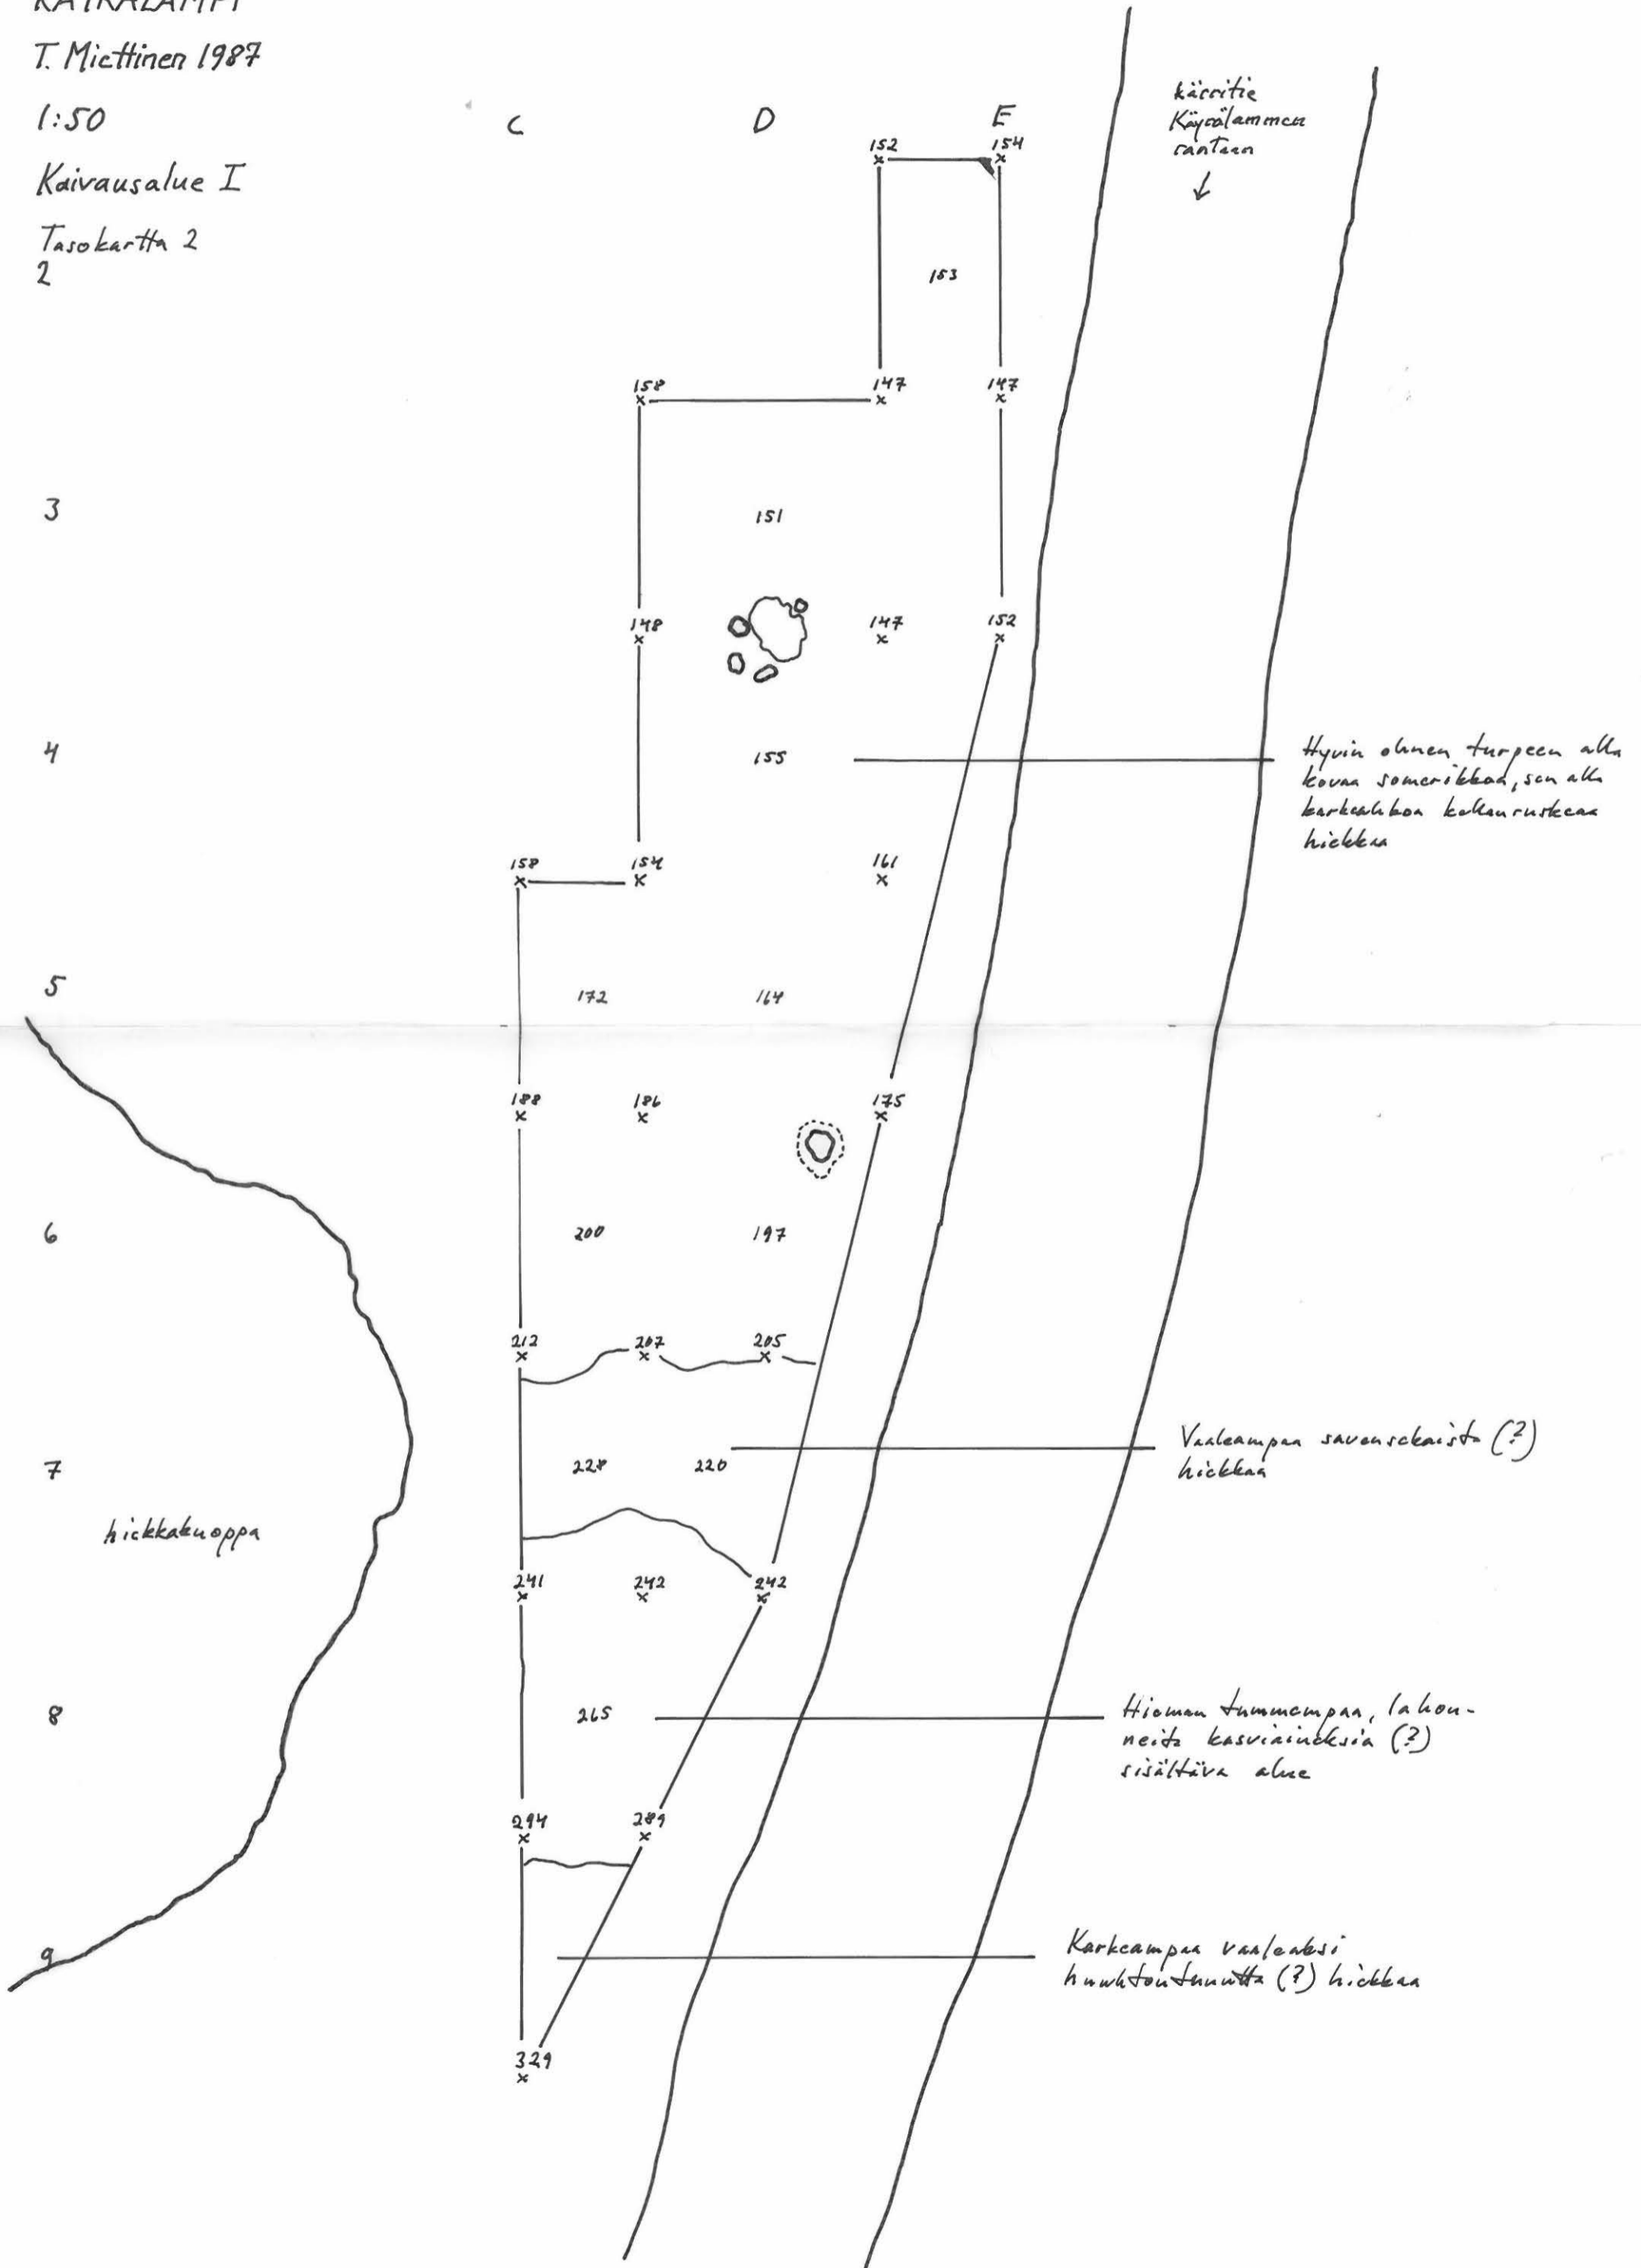 T. Miettinen 1987
1:50
Kaivausalue I
Tasokartta 2
2
C D E
kärritie
Käyrälammen
rantaan
↓
152 154
153
158 147 147
3
151
148 147 152
4
155
Hyvin ohuen turpeen alla
kovaa somerikkoa, sen alla
karkeahkoa kellanruskeaa
hiekkaa
158 154 161
5
172 164
188 186 175
6
200 197
212 207 205
7
228 220
Vaaleampaa savensekaista (?)
hiekkaa
hiekkakuoppa
241 242 242
8
265
Hieman tummempaa, lahon-
neita kasviaineksia (?)
sisältävä alue
294 289
9
Karkeampaa vaaleaksi
huuhtoutunutta (?) hiekkaa
329